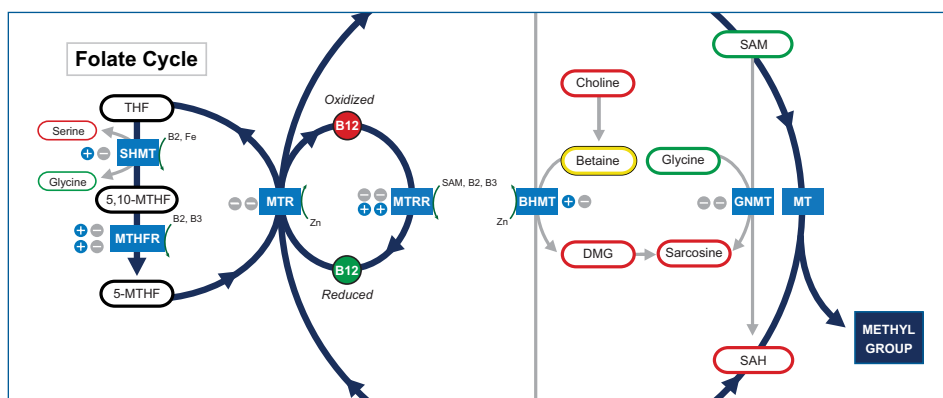 Folate Cycle
THF
Serine
B2, Fe
+ − SHMT
Glycine
5,10-MTHF
B2, B3
+ −
+ −
MTHFR
5-MTHF
− − MTR
Zn
Oxidized
B12
− −
+ +
MTRR
SAM, B2, B3
B12
Reduced
Choline
Betaine
BHMT + −
Zn
DMG
Sarcosine
SAM
Glycine
− − GNMT
MT
SAH
METHYL
GROUP